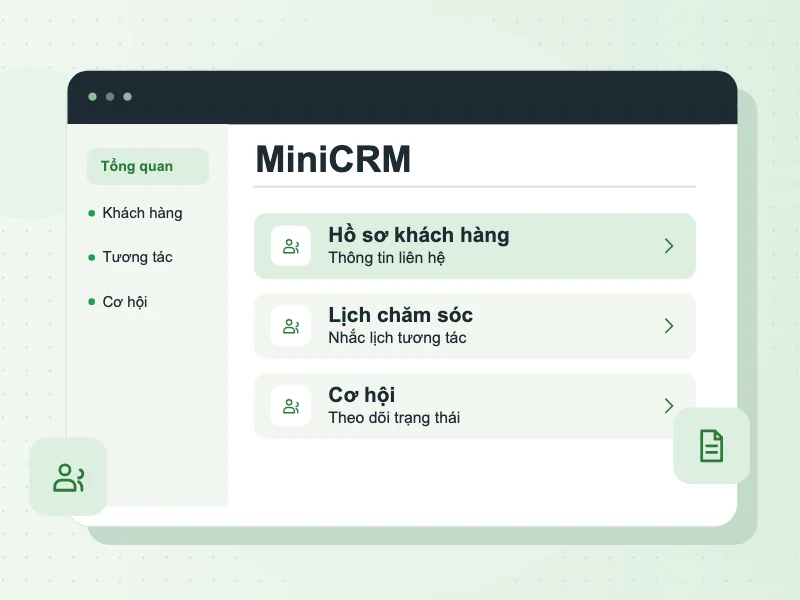 Tổng quan
Khách hàng
Tương tác
Cơ hội
MiniCRM
Hồ sơ khách hàng
Thông tin liên hệ
Lịch chăm sóc
Nhắc lịch tương tác
Cơ hội
Theo dõi trạng thái